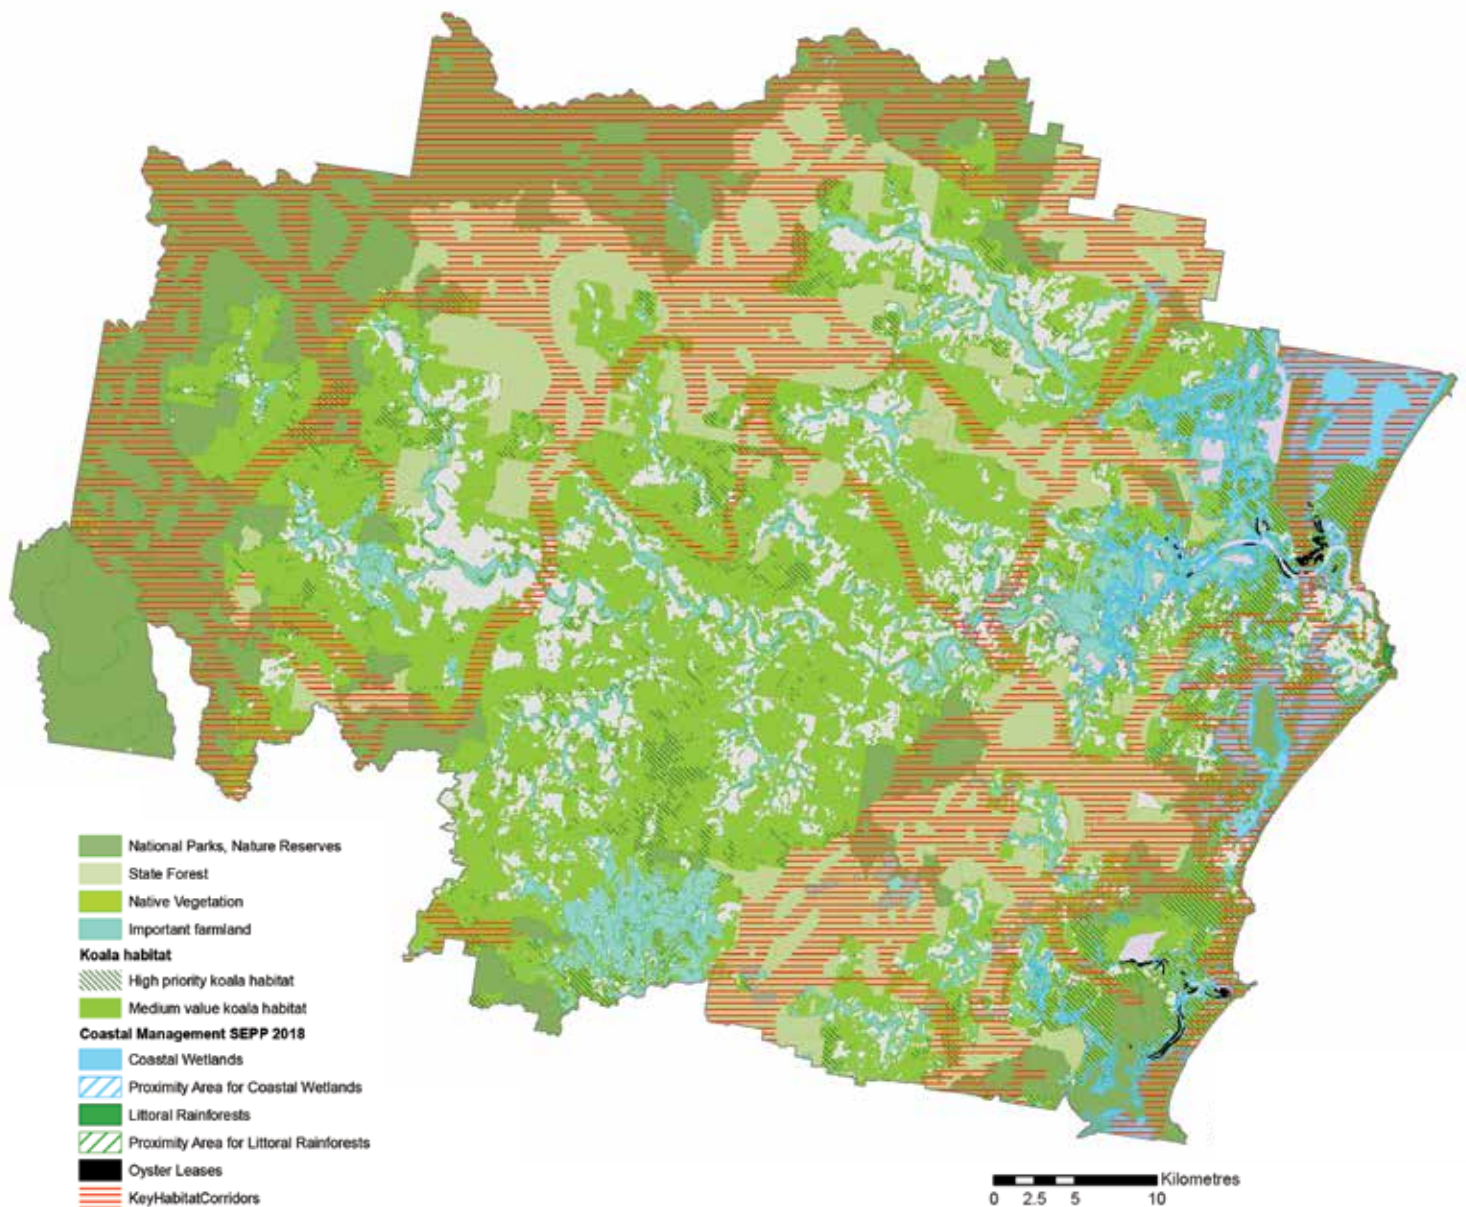 National Parks, Nature Reserves
State Forest
Native Vegetation
Important farmland
Koala habitat
High priority koala habitat
Medium value koala habitat
Coastal Management SEPP 2018
Coastal Wetlands
Proximity Area for Coastal Wetlands
Littoral Rainforests
Proximity Area for Littoral Rainforests
Oyster Leases
KeyHabitatCorridors
Kilometres
0 2.5 5 10